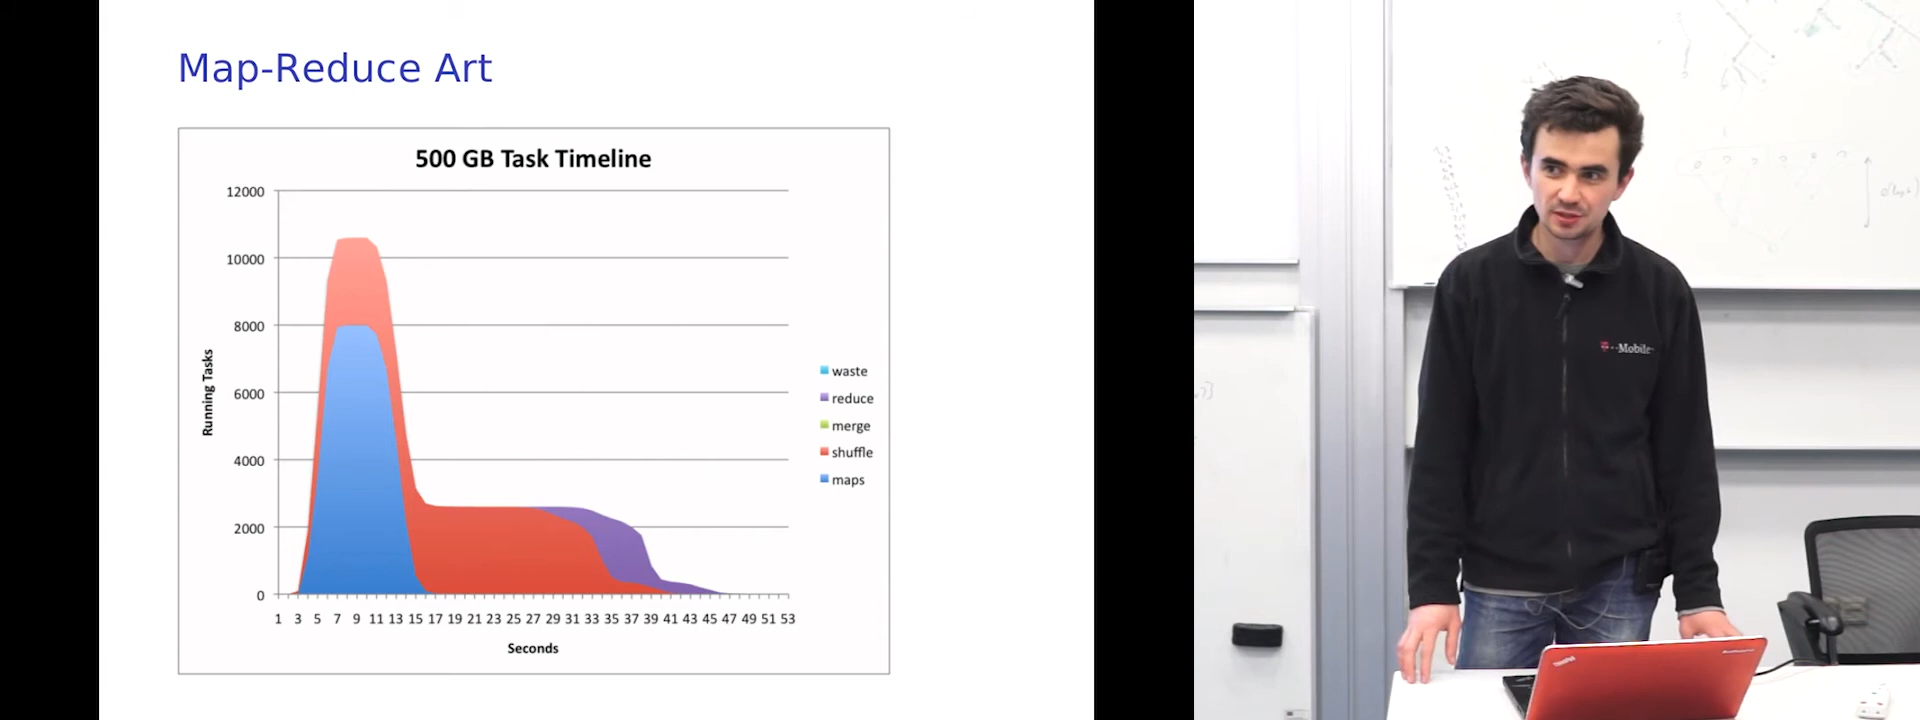 Map-Reduce Art
500 GB Task Timeline
12000
10000
8000
6000
4000
2000
0
Running Tasks
waste
reduce
merge
shuffle
maps
1 3 5 7 9 11 13 15 17 19 21 23 25 27 29 31 33 35 37 39 41 43 45 47 49 51 53
Seconds
T··Mobile·
ThinkPad